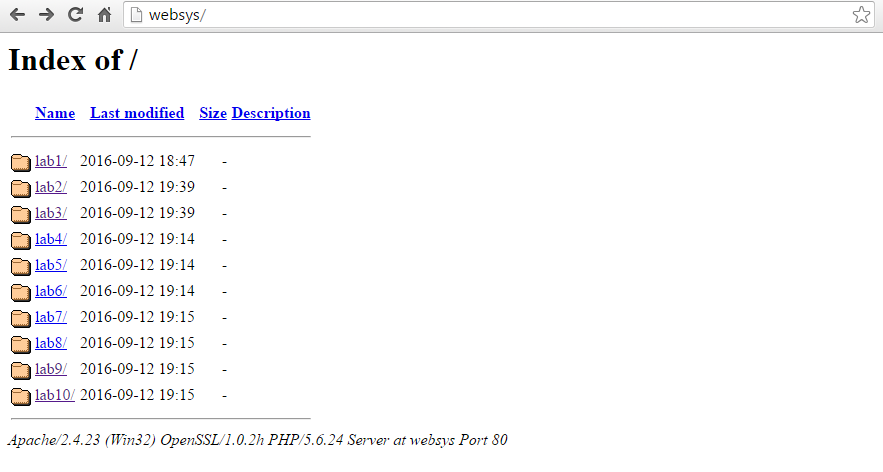 websys/
Index of /
Name Last modified Size Description
lab1/ 2016-09-12 18:47 -
lab2/ 2016-09-12 19:39 -
lab3/ 2016-09-12 19:39 -
lab4/ 2016-09-12 19:14 -
lab5/ 2016-09-12 19:14 -
lab6/ 2016-09-12 19:14 -
lab7/ 2016-09-12 19:15 -
lab8/ 2016-09-12 19:15 -
lab9/ 2016-09-12 19:15 -
lab10/ 2016-09-12 19:15 -
Apache/2.4.23 (Win32) OpenSSL/1.0.2h PHP/5.6.24 Server at websys Port 80